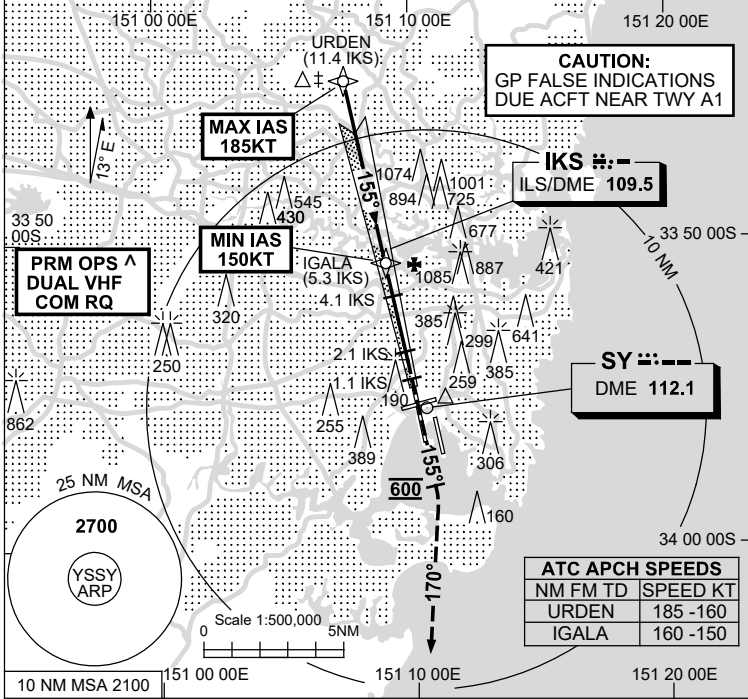 151 00 00E
151 10 00E
151 20 00E
URDEN
(11.4 IKS)
CAUTION:
GP FALSE INDICATIONS
DUE ACFT NEAR TWY A1
MAX IAS
185KT
13° E
155°
1074
894
1001
725
IKS
ILS/DME 109.5
545
430
677
33 50
00S
33 50 00S
MIN IAS
150KT
PRM OPS ^
DUAL VHF
COM RQ
IGALA
(5.3 IKS)
1085
887
421
10 NM
4.1 IKS
320
385
299
641
250
2.1 IKS
259
385
SY
DME 112.1
1.1 IKS
190
862
255
389
306
155°
25 NM MSA
600
160
2700
YSSY
ARP
34 00 00S
170°
ATC APCH SPEEDS
NM FM TD SPEED KT
URDEN 185 -160
IGALA 160 -150
Scale 1:500,000
0 5NM
10 NM MSA 2100
151 00 00E
151 10 00E
151 20 00E